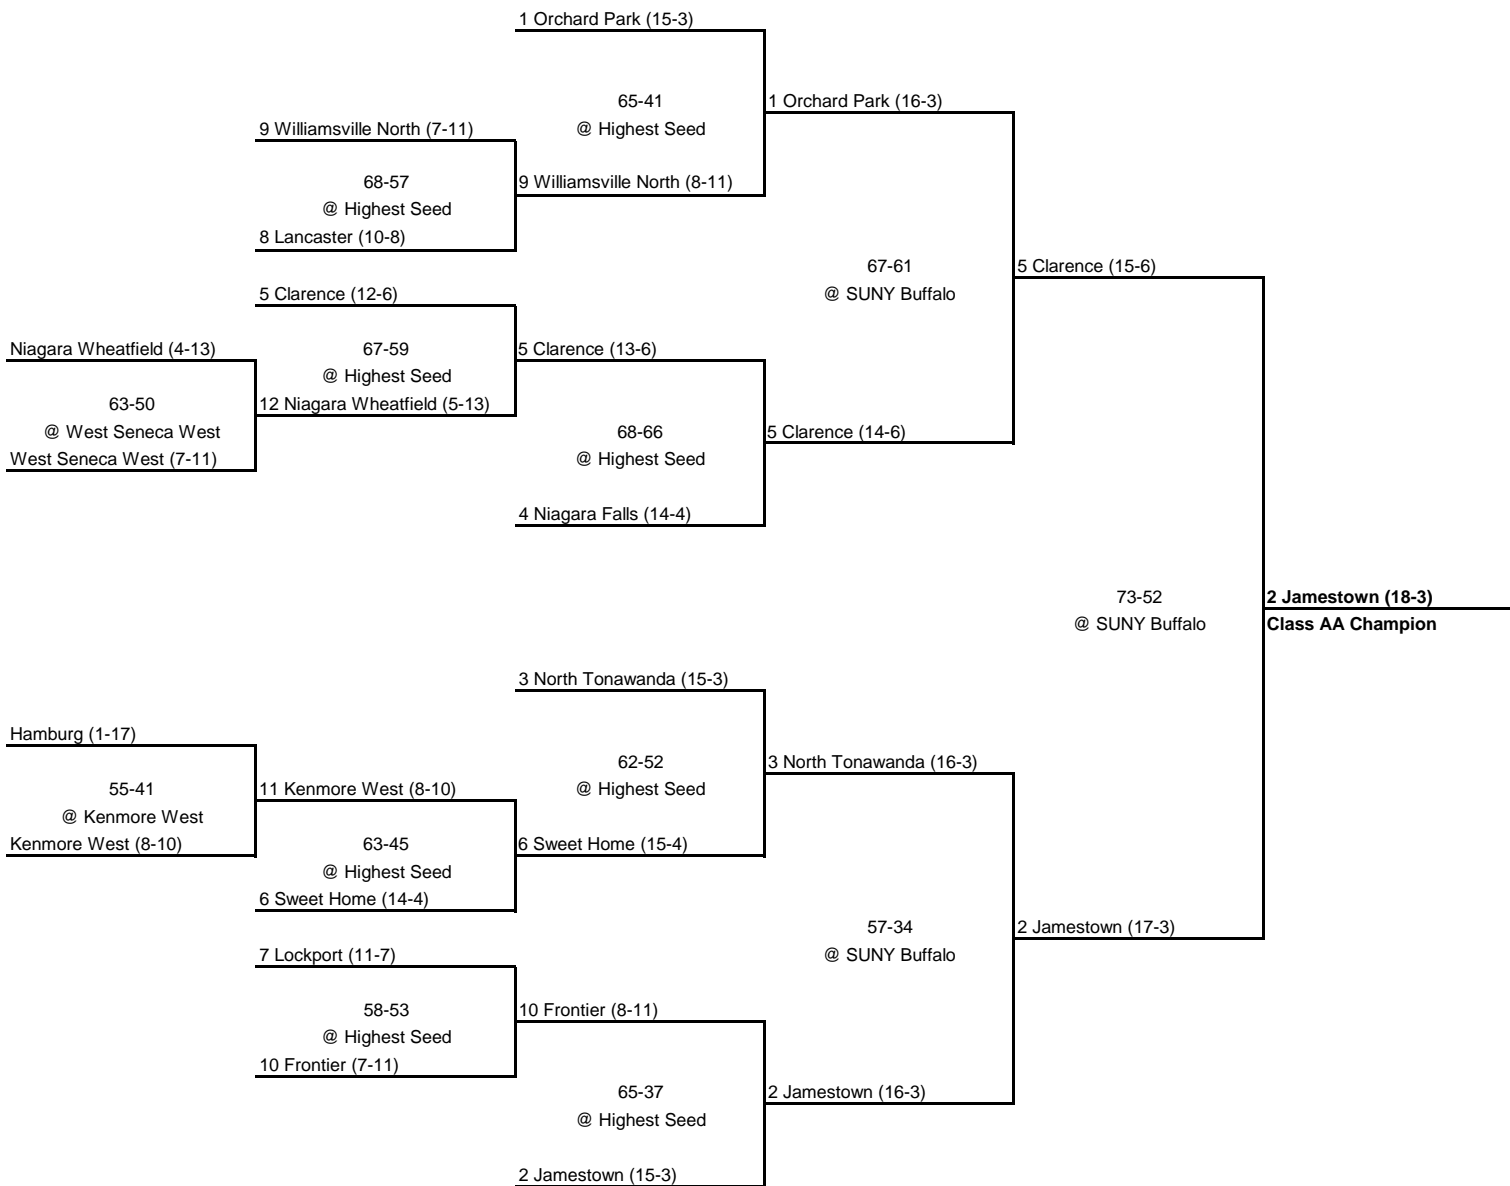 1 Orchard Park (15-3)
65-41
@ Highest Seed
1 Orchard Park (16-3)
9 Williamsville North (7-11)
68-57
@ Highest Seed
9 Williamsville North (8-11)
8 Lancaster (10-8)
67-61
@ SUNY Buffalo
5 Clarence (15-6)
5 Clarence (12-6)
Niagara Wheatfield (4-13)
67-59
@ Highest Seed
5 Clarence (13-6)
63-50
@ West Seneca West
12 Niagara Wheatfield (5-13)
West Seneca West (7-11)
68-66
@ Highest Seed
5 Clarence (14-6)
4 Niagara Falls (14-4)
73-52
@ SUNY Buffalo
2 Jamestown (18-3)
Class AA Champion
3 North Tonawanda (15-3)
Hamburg (1-17)
62-52
@ Highest Seed
3 North Tonawanda (16-3)
55-41
@ Kenmore West
11 Kenmore West (8-10)
Kenmore West (8-10)
63-45
@ Highest Seed
6 Sweet Home (15-4)
6 Sweet Home (14-4)
57-34
@ SUNY Buffalo
2 Jamestown (17-3)
7 Lockport (11-7)
58-53
@ Highest Seed
10 Frontier (8-11)
10 Frontier (7-11)
65-37
@ Highest Seed
2 Jamestown (16-3)
2 Jamestown (15-3)